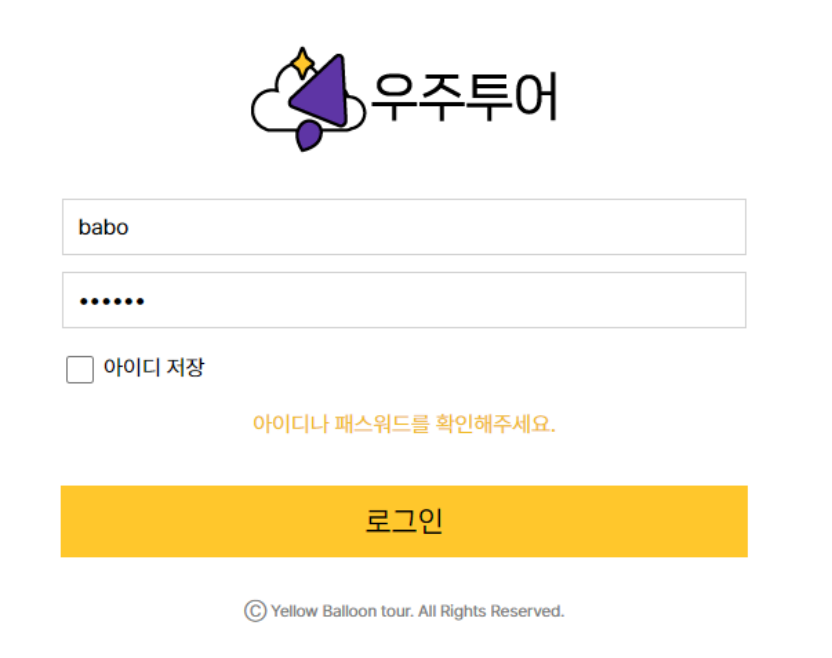 우주투어
babo
••••••
아이디 저장
아이디나 패스워드를 확인해주세요.
로그인
ⓒ Yellow Balloon tour. All Rights Reserved.